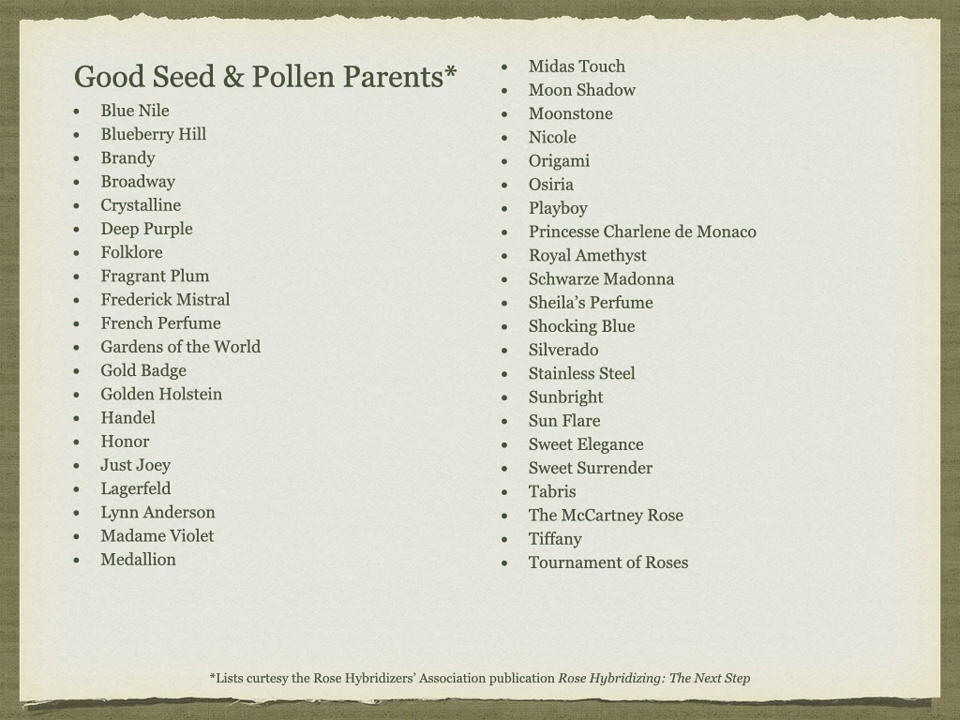 Good Seed & Pollen Parents*
• Blue Nile
• Blueberry Hill
• Brandy
• Broadway
• Crystalline
• Deep Purple
• Folklore
• Fragrant Plum
• Frederick Mistral
• French Perfume
• Gardens of the World
• Gold Badge
• Golden Holstein
• Handel
• Honor
• Just Joey
• Lagerfeld
• Lynn Anderson
• Madame Violet
• Medallion
• Midas Touch
• Moon Shadow
• Moonstone
• Nicole
• Origami
• Osiria
• Playboy
• Princesse Charlene de Monaco
• Royal Amethyst
• Schwarze Madonna
• Sheila’s Perfume
• Shocking Blue
• Silverado
• Stainless Steel
• Sunbright
• Sun Flare
• Sweet Elegance
• Sweet Surrender
• Tabris
• The McCartney Rose
• Tiffany
• Tournament of Roses
*Lists curtesy the Rose Hybridizers’ Association publication Rose Hybridizing: The Next Step